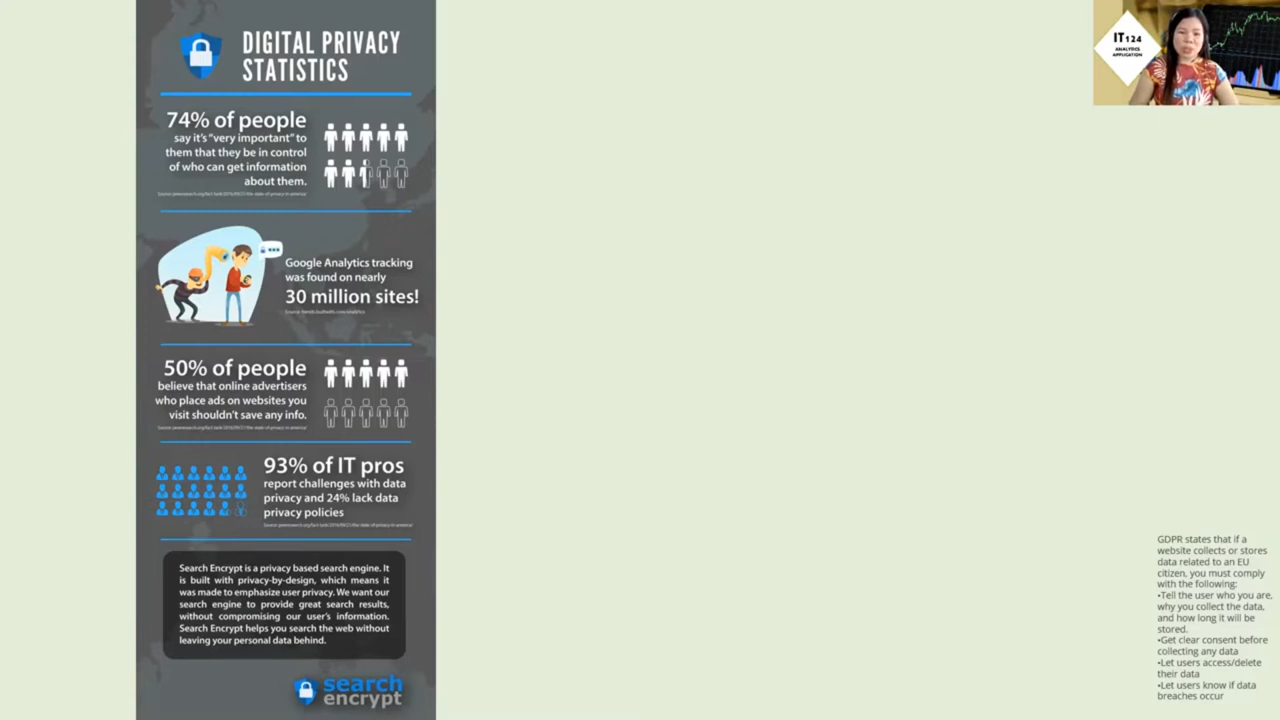 DIGITAL PRIVACY
STATISTICS
74% of people
say it's "very important" to
them that they be in control
of who can get information
about them.
Google Analytics tracking
was found on nearly
30 million sites!
50% of people
believe that online advertisers
who place ads on websites you
visit shouldn't save any info.
93% of IT pros
report challenges with data
privacy and 24% lack data
privacy policies
Search Encrypt is a privacy based search engine. It
is built with privacy-by-design, which means it
was made to emphasize user privacy. We want our
search engine to provide great search results,
without compromising our user's information.
Search Encrypt helps you search the web without
leaving your personal data behind.
search
encrypt
IT 124
ANALYTICS
APPLICATION
GDPR states that if a
website collects or stores
data related to an EU
citizen, you must comply
with the following:
•Tell the user who you are,
why you collect the data,
and how long it will be
stored.
•Get clear consent before
collecting any data
•Let users access/delete
their data
•Let users know if data
breaches occur